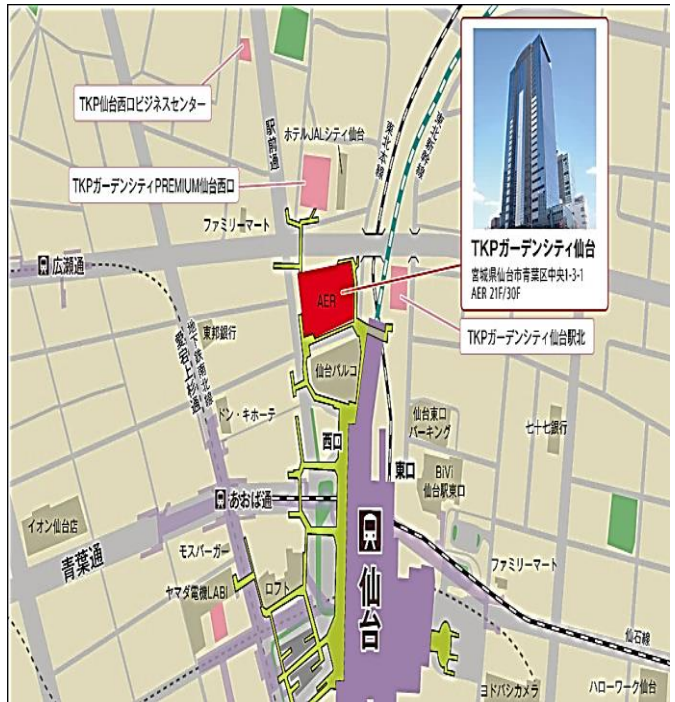 TKP仙台西口ビジネスセンター
駅前通
ホテルJALシティ仙台
東北本線
東北新幹線
TKPガーデンシティPREMIUM仙台西口
ファミリーマート
TKPガーデンシティ仙台
宮城県仙台市青葉区中央1-3-1
AER 21F/30F
広瀬通
AER
TKPガーデンシティ仙台駅北
東邦銀行
地下鉄南北線
愛宕上杉通
仙台パルコ
ドン・キホーテ
西口
東口
仙台東口
パーキング
七十七銀行
BiVi
仙台駅東口
あおば通
イオン仙台店
青葉通
モスバーガー
ヤマダ電機LABI
ロフト
仙台
ファミリーマート
仙石線
ヨドバシカメラ
ハローワーク仙台